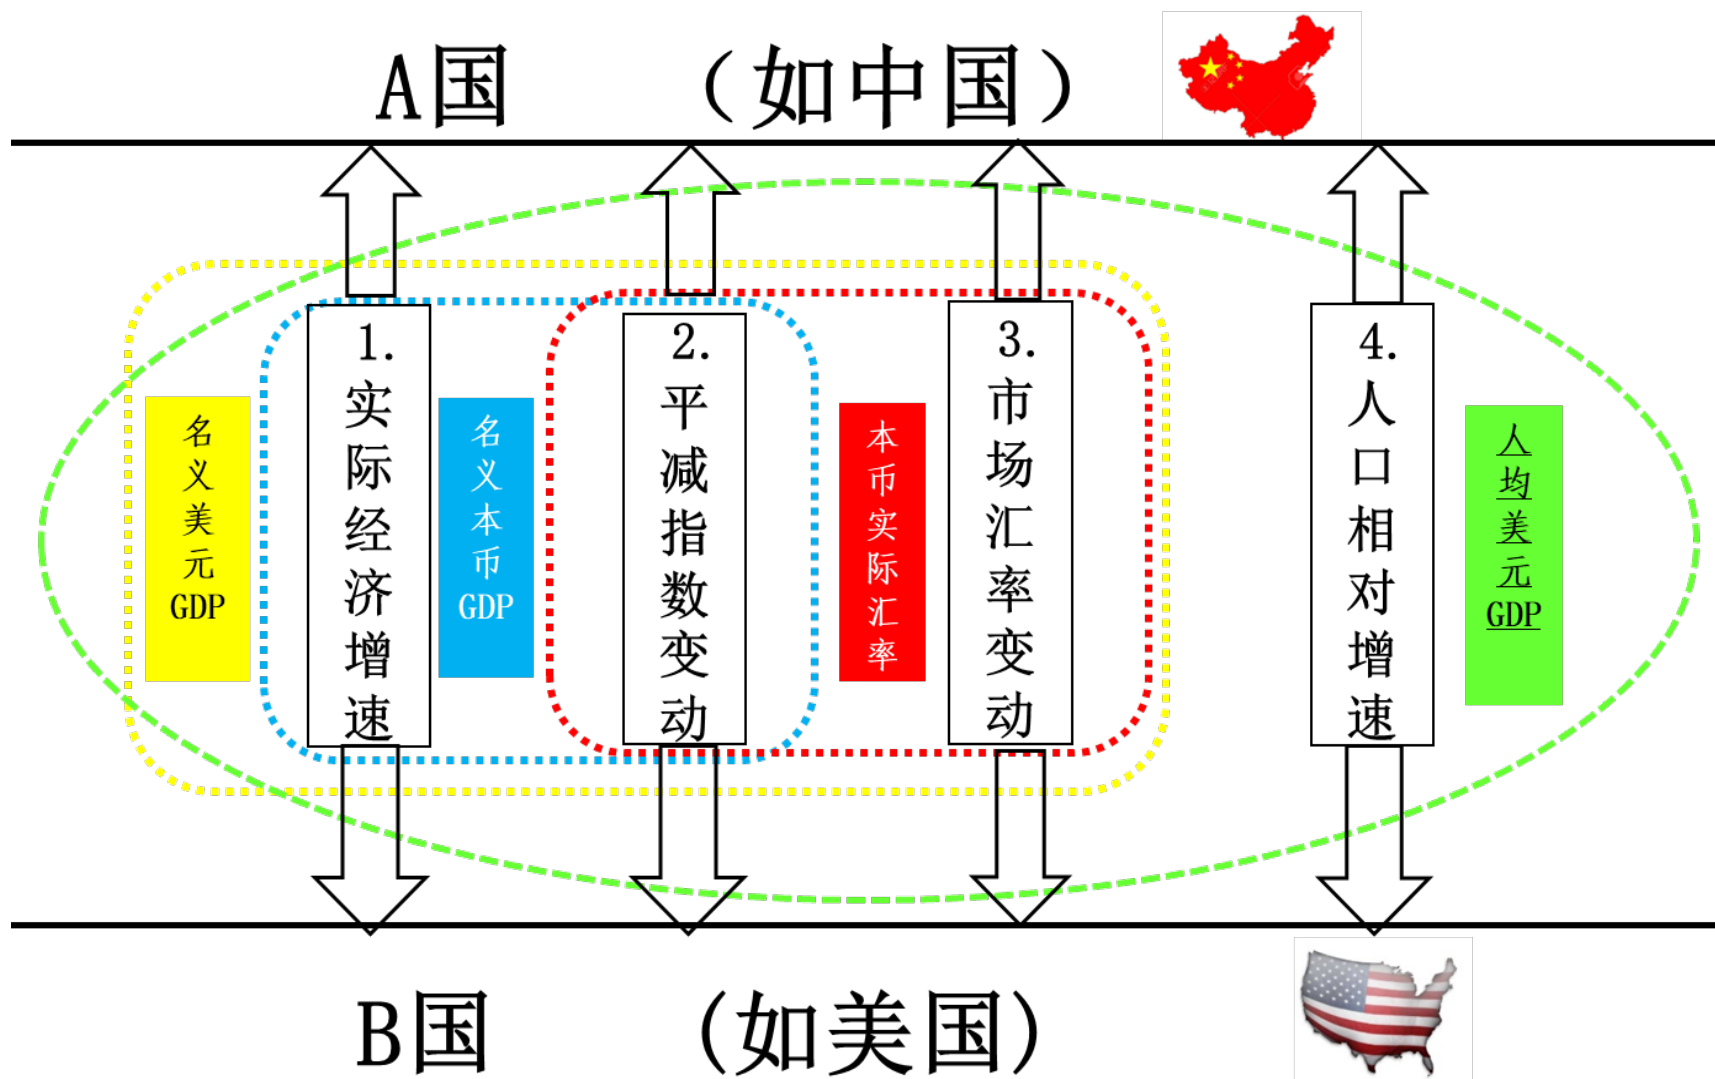 A国 （如中国）
名义美元GDP
1.实际经济增速
名义本币GDP
2.平减指数变动
本币实际汇率
3.市场汇率变动
4.人口相对增速
人均美元GDP
B国 (如美国)